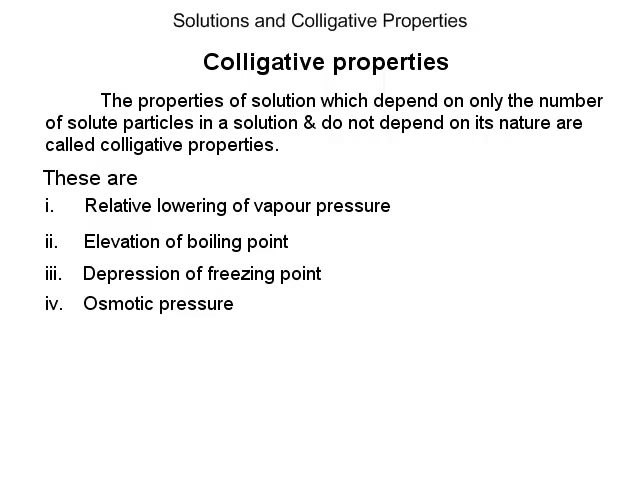 Solutions and Colligative Properties
Colligative properties
The properties of solution which depend on only the number
of solute particles in a solution & do not depend on its nature are
called colligative properties.
These are
i. Relative lowering of vapour pressure
ii. Elevation of boiling point
iii. Depression of freezing point
iv. Osmotic pressure